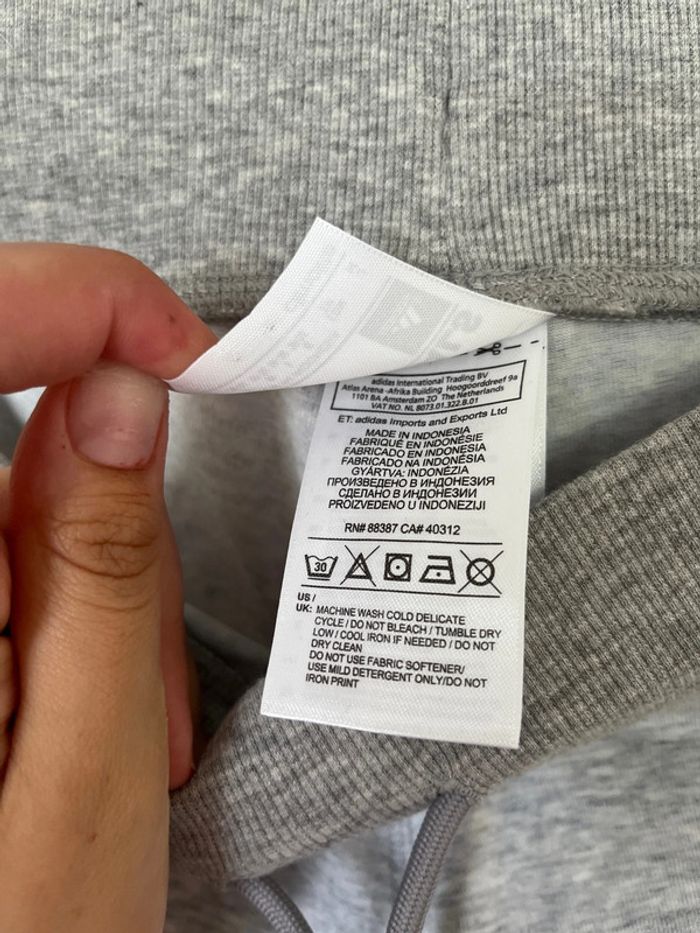 adidas International Trading BV
Atlas Arena -Afrika Building Hoogoorddreef 9a
1101 BA Amsterdam ZO The Netherlands
VAT NO. NL 8073.01.322.B.01
ET: adidas Imports and Exports Ltd
MADE IN INDONESIA
FABRIQUÉ EN INDONÉSIE
FABRICADO EN INDONESIA
FABRICADO NA INDONÉSIA
GYÁRTVA: INDONÉZIA
ПРОИЗВЕДЕНО В ИНДОНЕЗИЯ
СДЕЛАНО В ИНДОНЕЗИИ
PROIZVEDENO U INDONEZIJI
RN# 88387 CA# 40312
30
US /
UK: MACHINE WASH COLD DELICATE
CYCLE / DO NOT BLEACH / TUMBLE DRY
LOW / COOL IRON IF NEEDED / DO NOT
DRY CLEAN
DO NOT USE FABRIC SOFTENER/
USE MILD DETERGENT ONLY/DO NOT
IRON PRINT